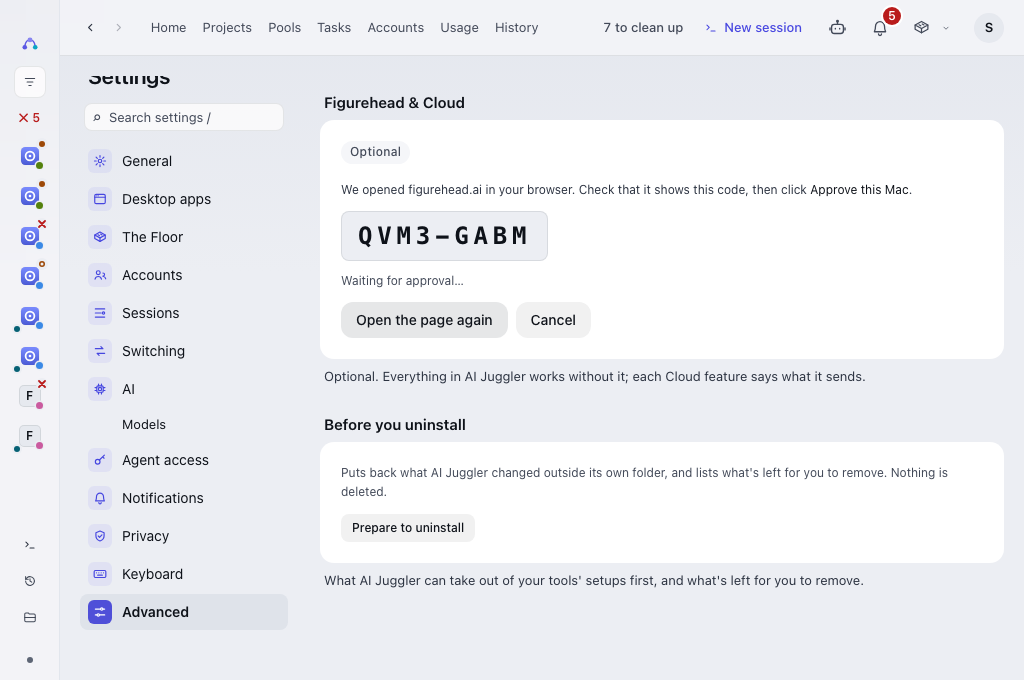 Home Projects Pools Tasks Accounts Usage History 7 to clean up New session 5 S
5
Settings
Search settings /
General
Desktop apps
The Floor
Accounts
Sessions
Switching
AI
Models
Agent access
Notifications
Privacy
Keyboard
Advanced
F
F
Figurehead & Cloud
Optional
We opened figurehead.ai in your browser. Check that it shows this code, then click Approve this Mac.
QVM3–GABM
Waiting for approval…
Open the page again Cancel
Optional. Everything in AI Juggler works without it; each Cloud feature says what it sends.
Before you uninstall
Puts back what AI Juggler changed outside its own folder, and lists what's left for you to remove. Nothing is
deleted.
Prepare to uninstall
What AI Juggler can take out of your tools' setups first, and what's left for you to remove.